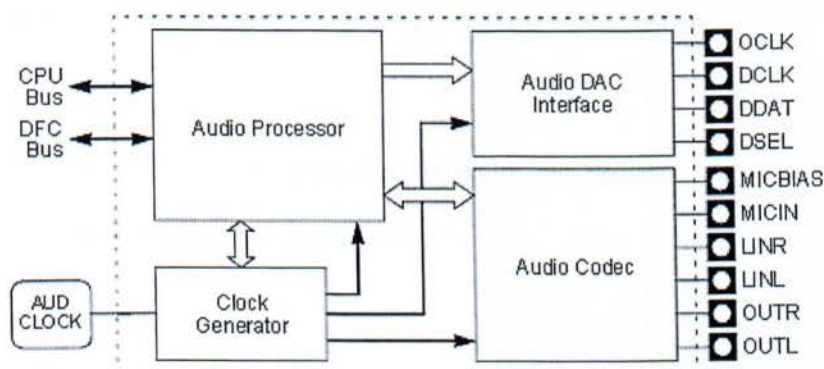 CPU
Bus
DFC
Bus
Audio Processor
Audio DAC
Interface
OCLK
DCLK
DDAT
DSEL
MICBIAS
MICIN
LINR
LINL
OUTR
OUTL
Audio Codec
AUD
CLOCK
Clock
Generator